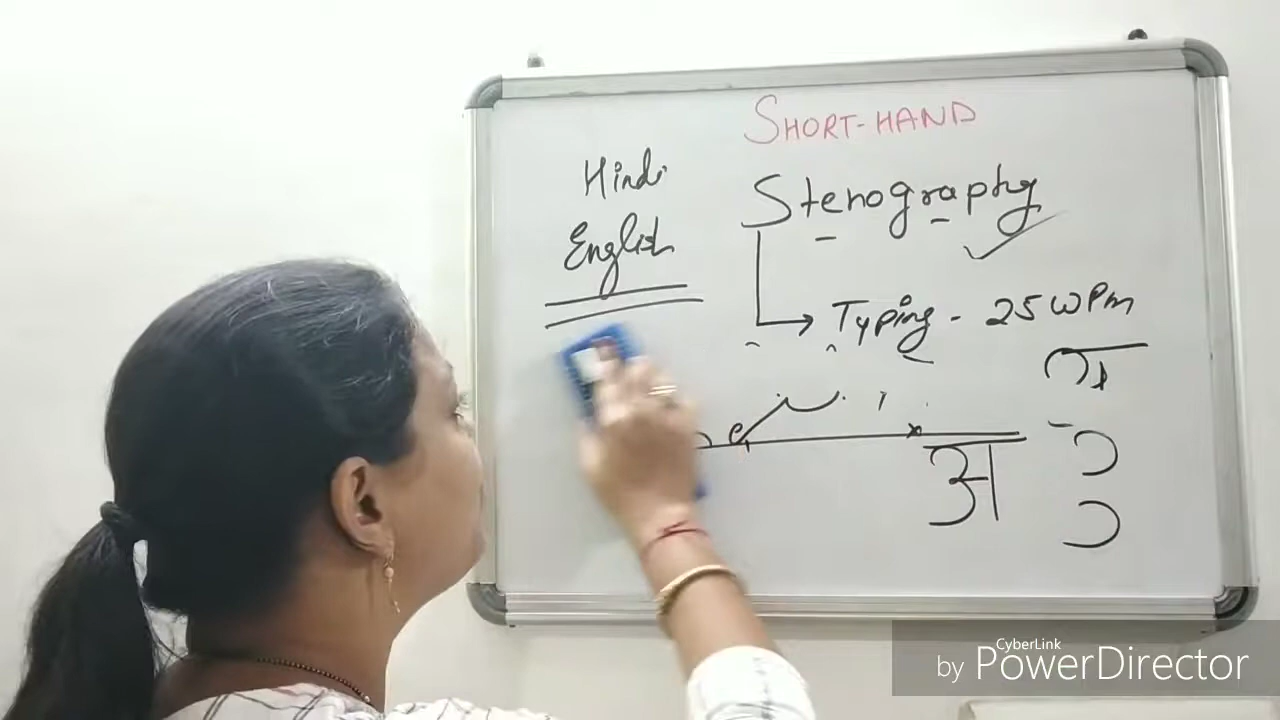 SHORT-HAND
Hindi
English
Stenography
Typing - 25 WPM
अ
CyberLink
by PowerDirector